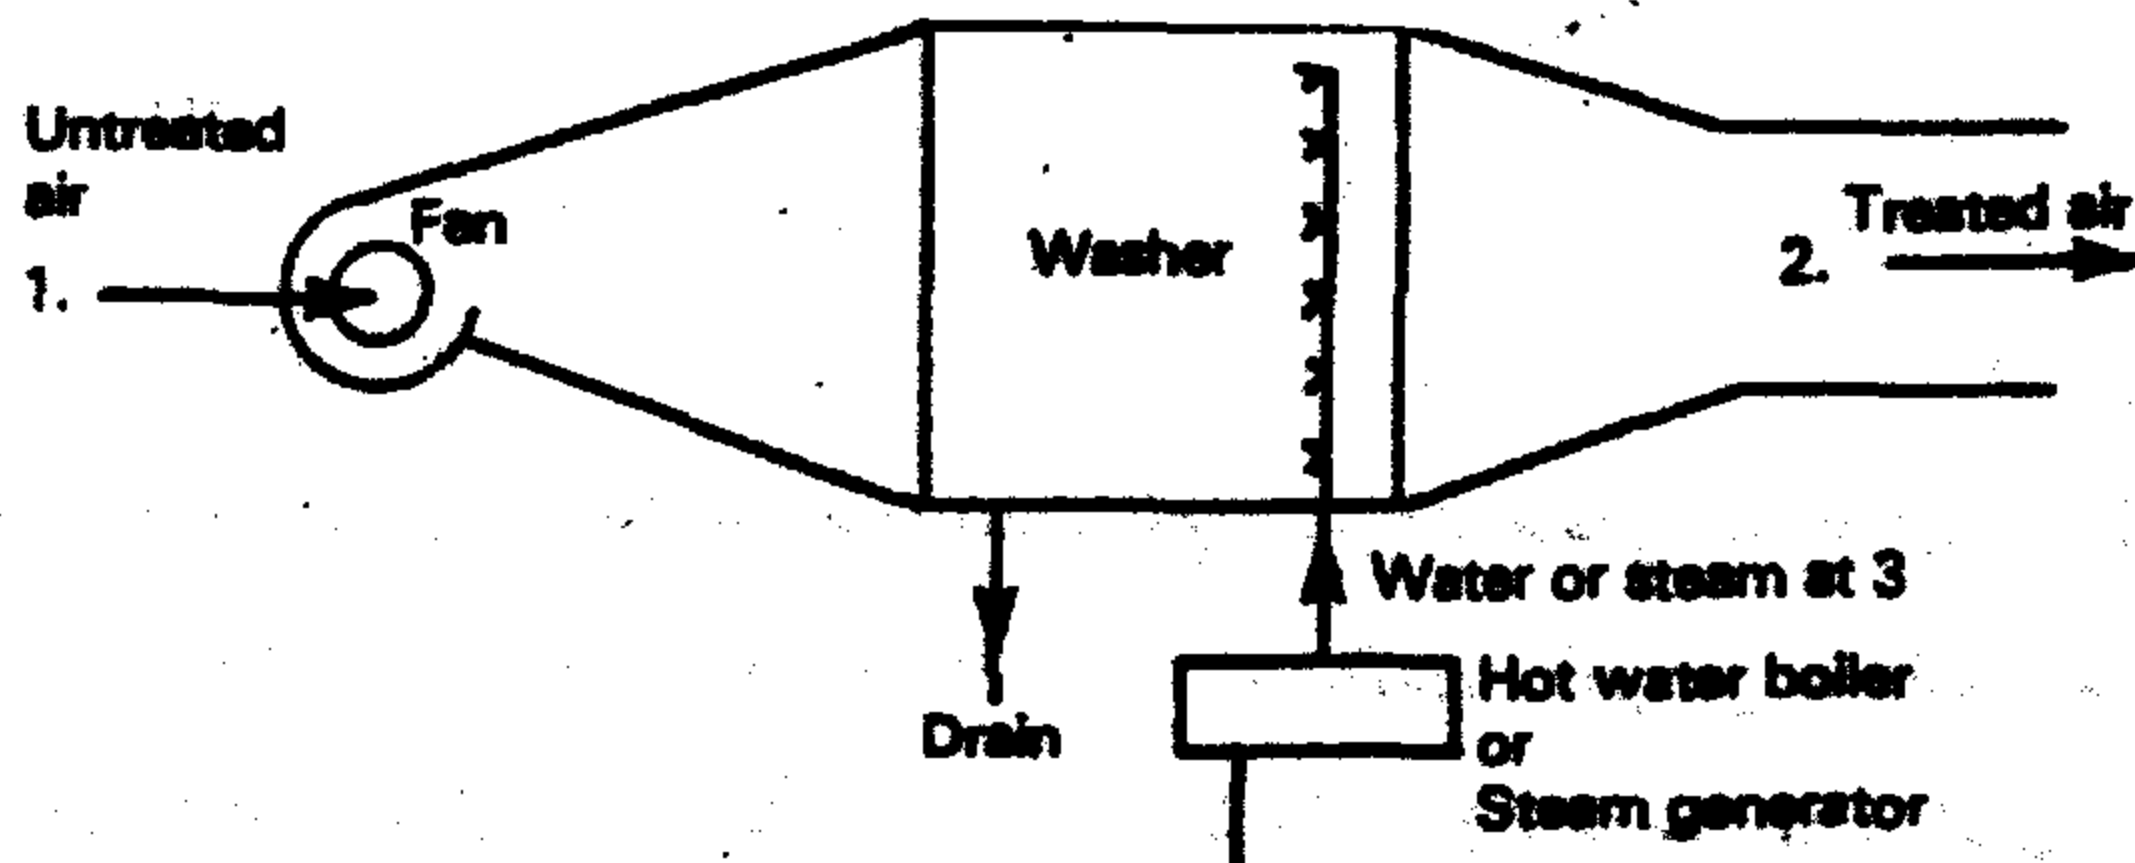 Untreated
air
Fan
1.
Washer
Treated air
2.
Water or steam at 3
Drain
Hot water boiler
or
Steam generator